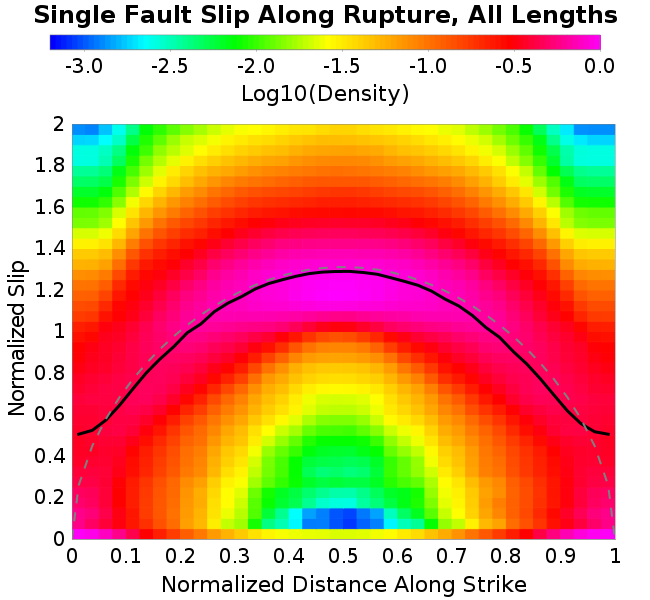 Single Fault Slip Along Rupture, All Lengths
-3.0 -2.5 -2.0 -1.5 -1.0 -0.5 0.0
Log10(Density)
Normalized Slip
2
1.8
1.6
1.4
1.2
1
0.8
0.6
0.4
0.2
0
0 0.1 0.2 0.3 0.4 0.5 0.6 0.7 0.8 0.9 1
Normalized Distance Along Strike